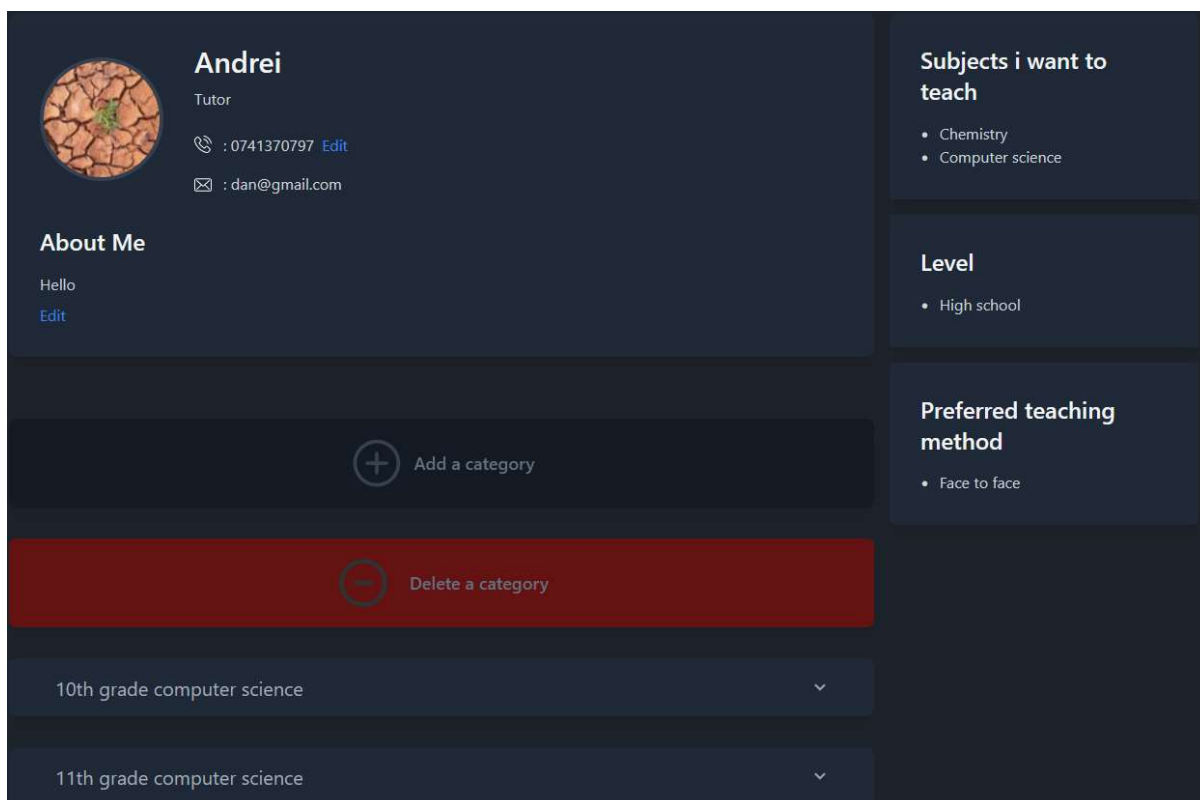 Andrei
Tutor
: 0741370797 Edit
: dan@gmail.com
About Me
Hello
Edit
Add a category
Delete a category
10th grade computer science
11th grade computer science
Subjects i want to
teach
• Chemistry
• Computer science
Level
• High school
Preferred teaching
method
• Face to face